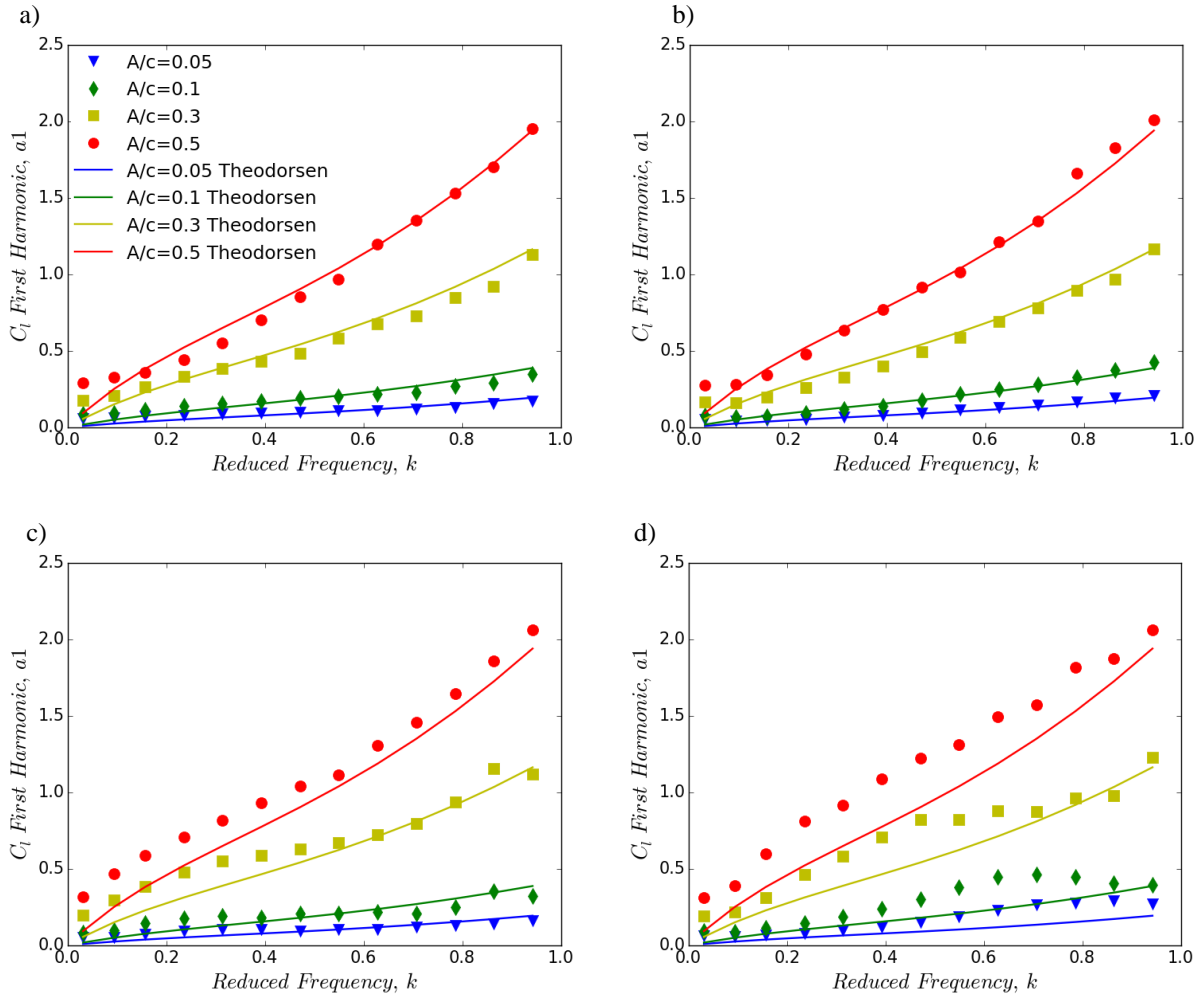 a)
2.5
2.0
1.5
1.0
0.5
0.0
C_l First Harmonic, a1
A/c=0.05
A/c=0.1
A/c=0.3
A/c=0.5
A/c=0.05 Theodorsen
A/c=0.1 Theodorsen
A/c=0.3 Theodorsen
A/c=0.5 Theodorsen
0.0 0.2 0.4 0.6 0.8 1.0
Reduced Frequency, k
b)
2.5
2.0
1.5
1.0
0.5
0.0
C_l First Harmonic, a1
0.0 0.2 0.4 0.6 0.8 1.0
Reduced Frequency, k
c)
2.5
2.0
1.5
1.0
0.5
0.0
C_l First Harmonic, a1
0.0 0.2 0.4 0.6 0.8 1.0
Reduced Frequency, k
d)
2.5
2.0
1.5
1.0
0.5
0.0
C_l First Harmonic, a1
0.0 0.2 0.4 0.6 0.8 1.0
Reduced Frequency, k